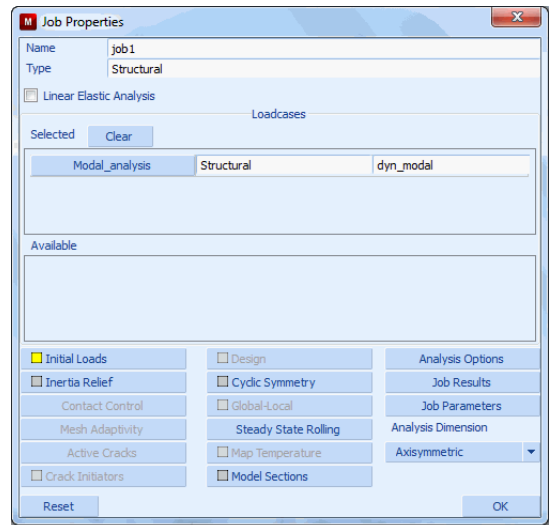 M Job Properties x
Name job1
Type Structural
Linear Elastic Analysis
Loadcases
Selected Clear
Modal_analysis Structural dyn_modal
Available
Initial Loads Design Analysis Options
Inertia Relief Cyclic Symmetry Job Results
Contact Control Global-Local Job Parameters
Mesh Adaptivity Steady State Rolling Analysis Dimension
Active Cracks Map Temperature Axisymmetric
Crack Initiators Model Sections
Reset OK